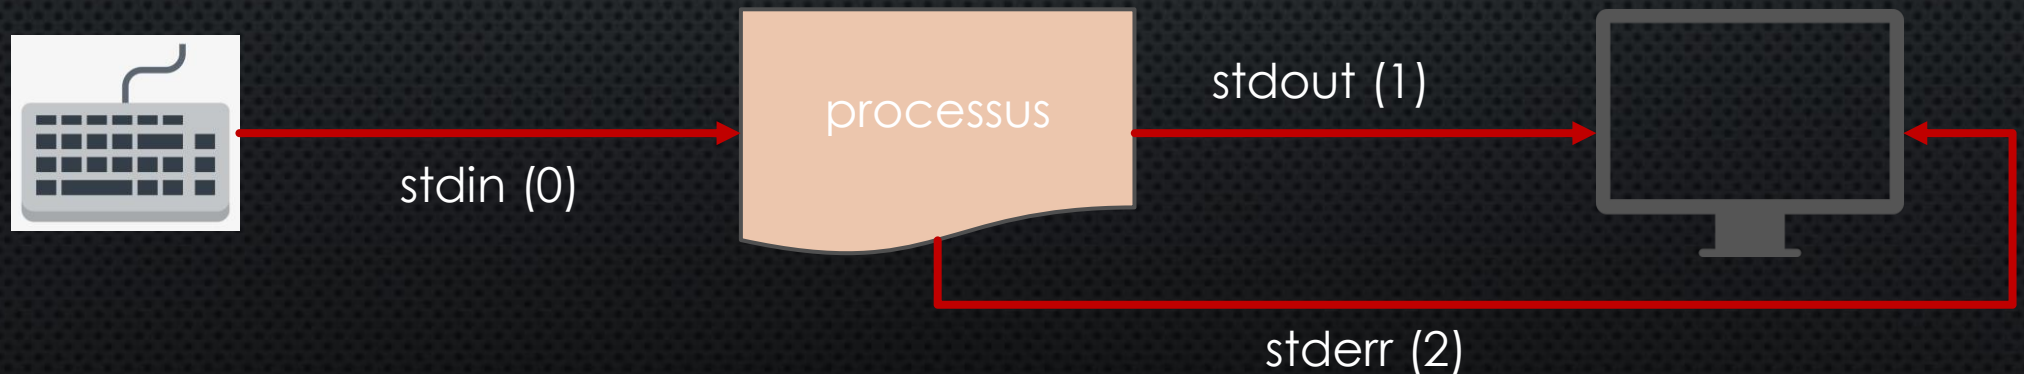 stdin (0)
processus
stdout (1)
stderr (2)